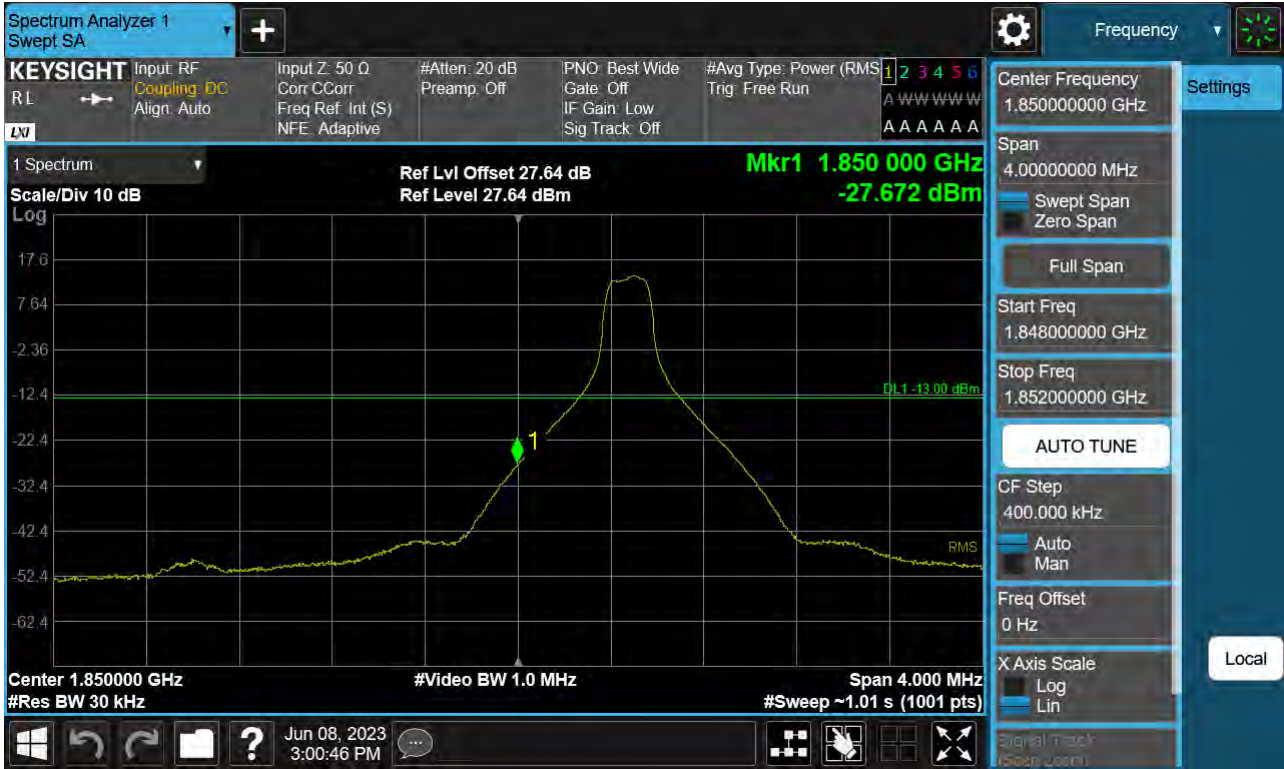 Spectrum Analyzer 1
Swept SA
Frequency
KEYSIGHT
RL
LXI
Input: RF
Coupling: DC
Align: Auto
Input Z: 50 Ω
Corr CCorr
Freq Ref: Int (S)
NFE: Adaptive
#Atten: 20 dB
Preamp: Off
PNO: Best Wide
Gate: Off
IF Gain: Low
Sig Track: Off
#Avg Type: Power (RMS
Trig: Free Run
1 2 3 4 5 6
A W W W W W
A A A A A A
1 Spectrum
Scale/Div 10 dB
Log
Ref Lvl Offset 27.64 dB
Ref Level 27.64 dBm
Mkr1 1.850 000 GHz
-27.672 dBm
17.6
7.64
-2.36
-12.4
-22.4
-32.4
-42.4
-52.4
-62.4
1
DL1 -13.00 dBm
RMS
Center 1.850000 GHz
#Video BW 1.0 MHz
Span 4.000 MHz
#Res BW 30 kHz
#Sweep ~1.01 s (1001 pts)
Center Frequency
1.850000000 GHz
Settings
Span
4.00000000 MHz
Swept Span
Zero Span
Full Span
Start Freq
1.848000000 GHz
Stop Freq
1.852000000 GHz
AUTO TUNE
CF Step
400.000 kHz
Auto
Man
Freq Offset
0 Hz
X Axis Scale
Log
Lin
Local
Signal Track
(Span Zoom)
?
Jun 08, 2023
3:00:46 PM